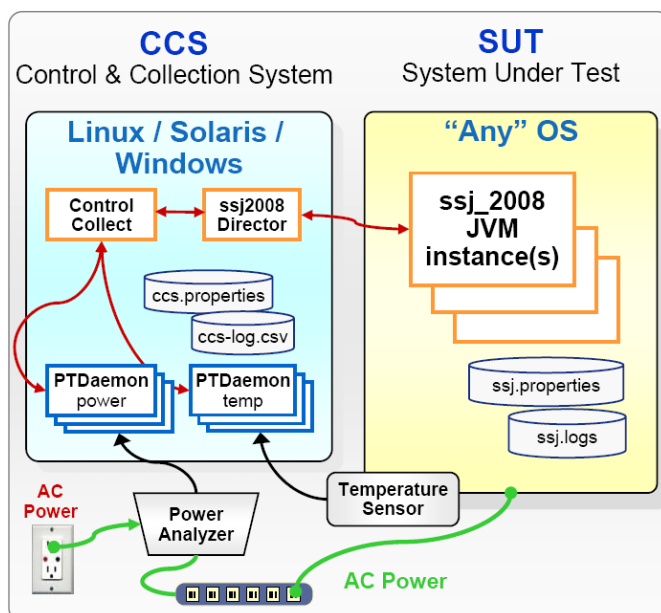 CCS
Control & Collection System
SUT
System Under Test
Linux / Solaris /
Windows
Control
Collect
ssj2008
Director
ccs.properties
ccs-log.csv
PTDaemon
power
PTDaemon
temp
“Any” OS
ssj_2008
JVM
instance(s)
ssj.properties
ssj.logs
AC
Power
Power
Analyzer
Temperature
Sensor
AC Power